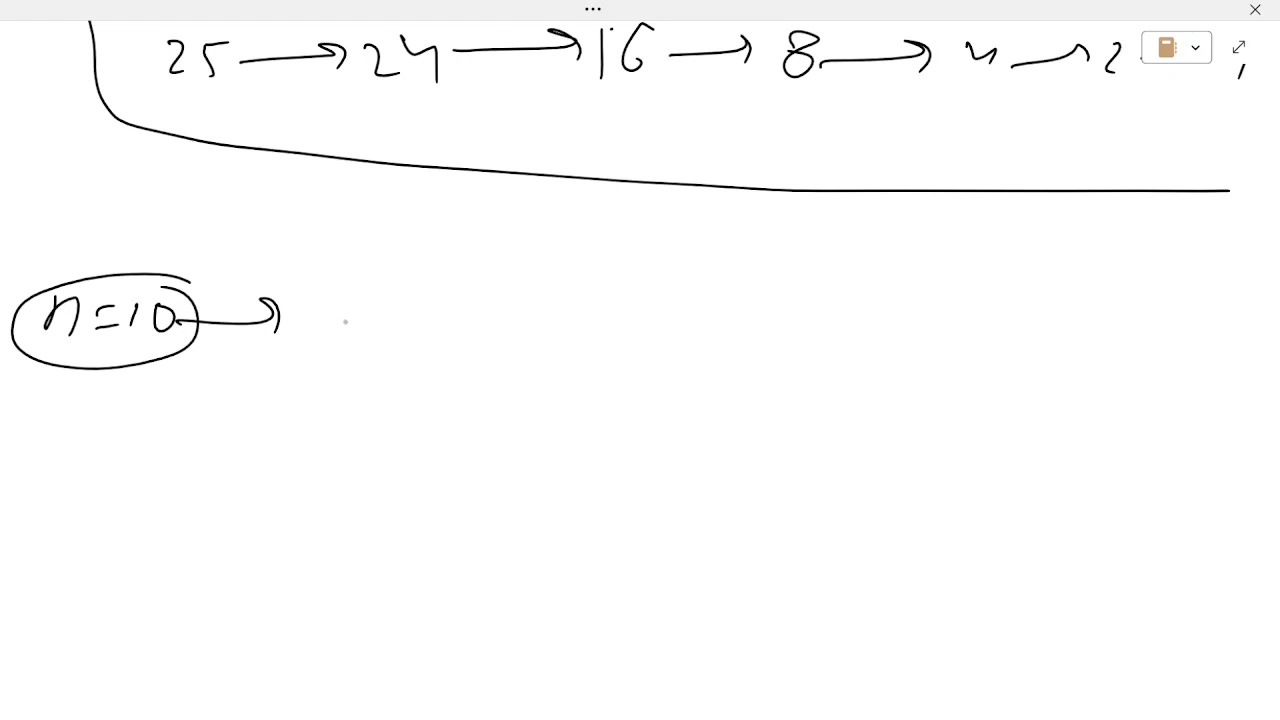 25 → 24 → 16 → 8 → 4 → 2
n=10 →